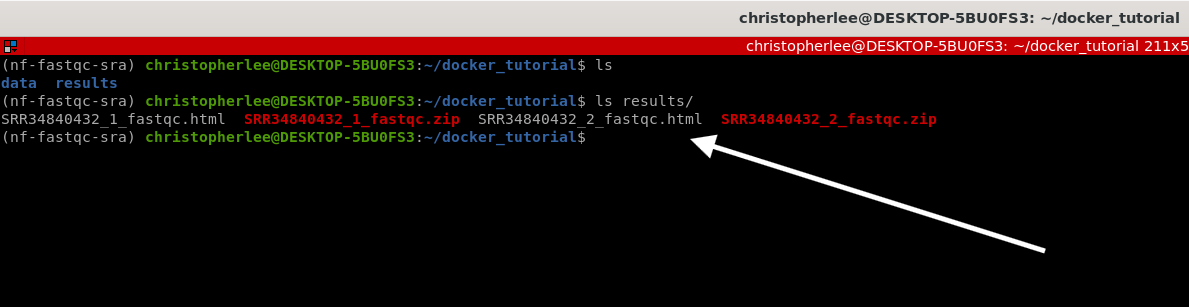 christopherlee@DESKTOP-5BU0FS3: ~/docker_tutorial
christopherlee@DESKTOP-5BU0FS3: ~/docker_tutorial 211x5
(nf-fastqc-sra) christopherlee@DESKTOP-5BU0FS3:~/docker_tutorial$ ls
data  results
(nf-fastqc-sra) christopherlee@DESKTOP-5BU0FS3:~/docker_tutorial$ ls results/
SRR34840432_1_fastqc.html  SRR34840432_1_fastqc.zip  SRR34840432_2_fastqc.html  SRR34840432_2_fastqc.zip
(nf-fastqc-sra) christopherlee@DESKTOP-5BU0FS3:~/docker_tutorial$